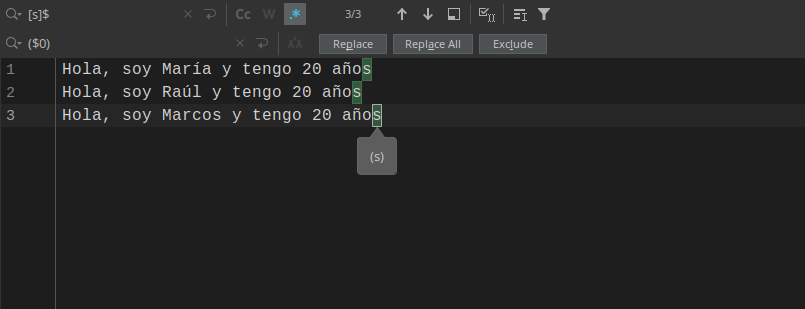 [s]$ Cc W .* 3/3
($0) Replace Replace All Exclude
1 Hola, soy María y tengo 20 años
2 Hola, soy Raúl y tengo 20 años
3 Hola, soy Marcos y tengo 20 años
(s)